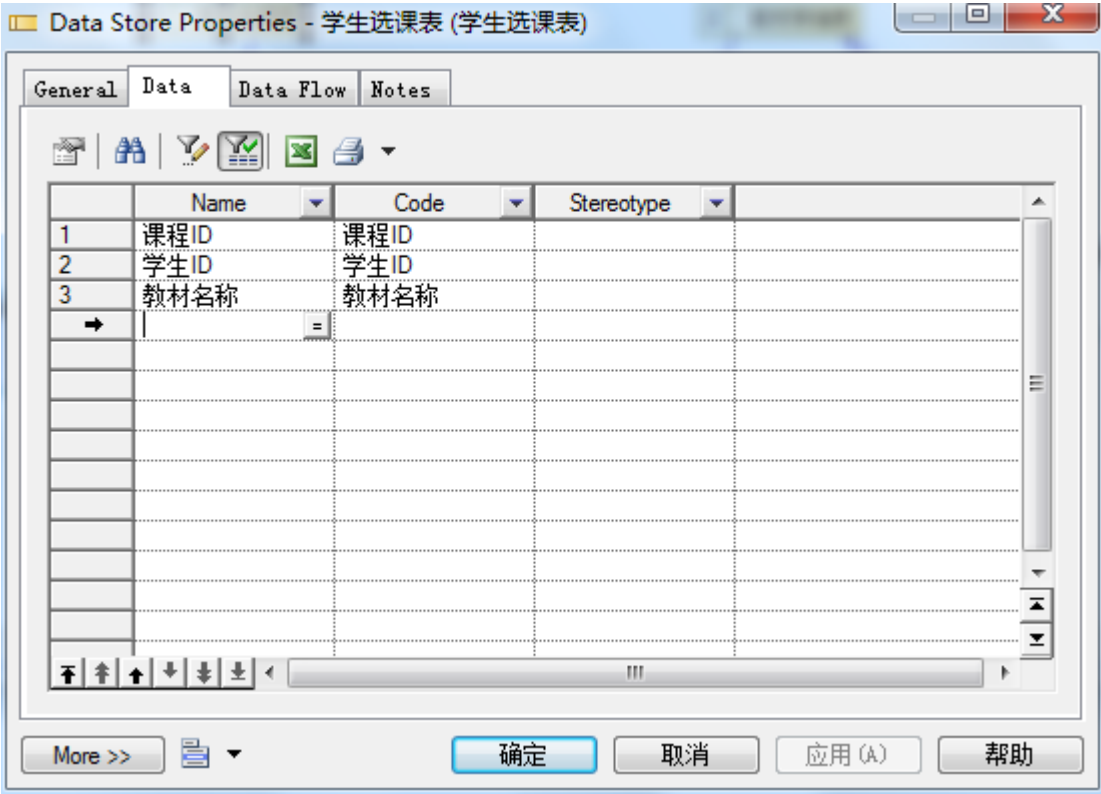 Data Store Properties - 学生选课表 (学生选课表)
General Data Data Flow Notes
Name Code Stereotype
1 课程ID 课程ID
2 学生ID 学生ID
3 教材名称 教材名称
=
More >> 确定 取消 应用(A) 帮助